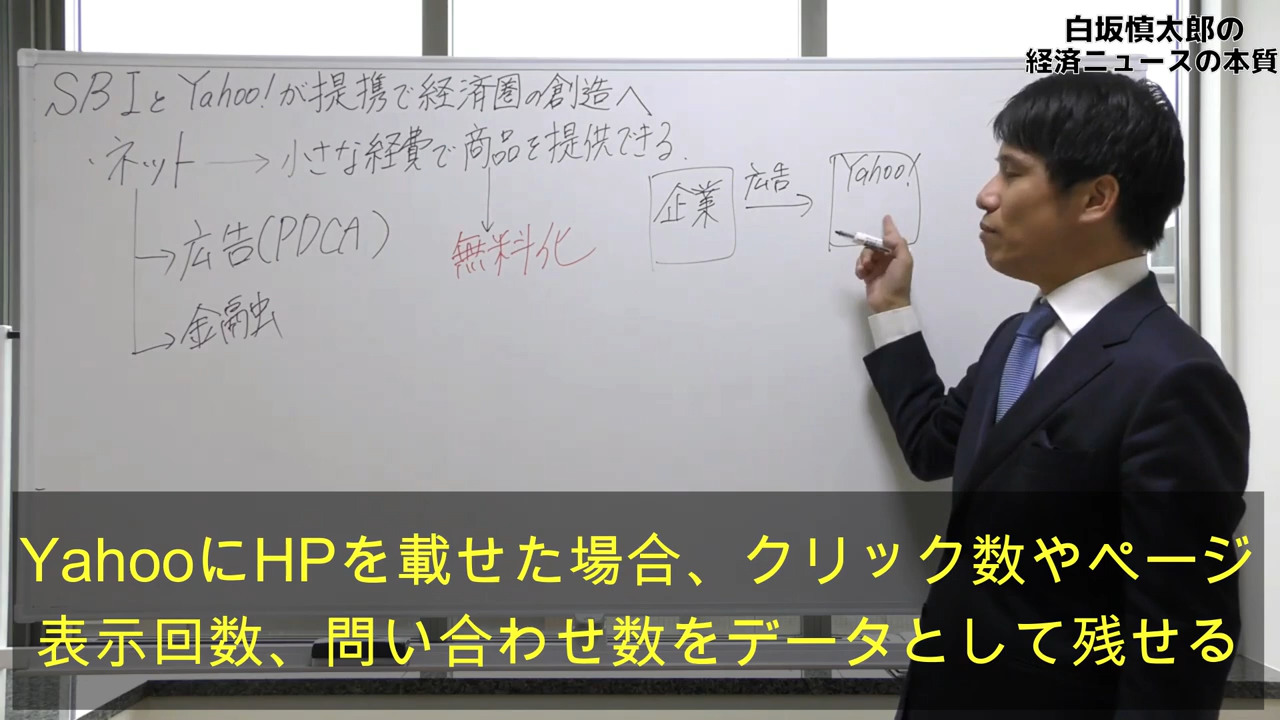 白坂慎太郎の
経済ニュースの本質
SBIとYahoo!が提携で経済圏の創造へ
・ネット→小さな経費で商品を提供できる.
→広告(PDCA)
無料化
→金融
企業
広告
Yahoo!
YahooにHPを載せた場合、クリック数やページ
表示回数、問い合わせ数をデータとして残せる